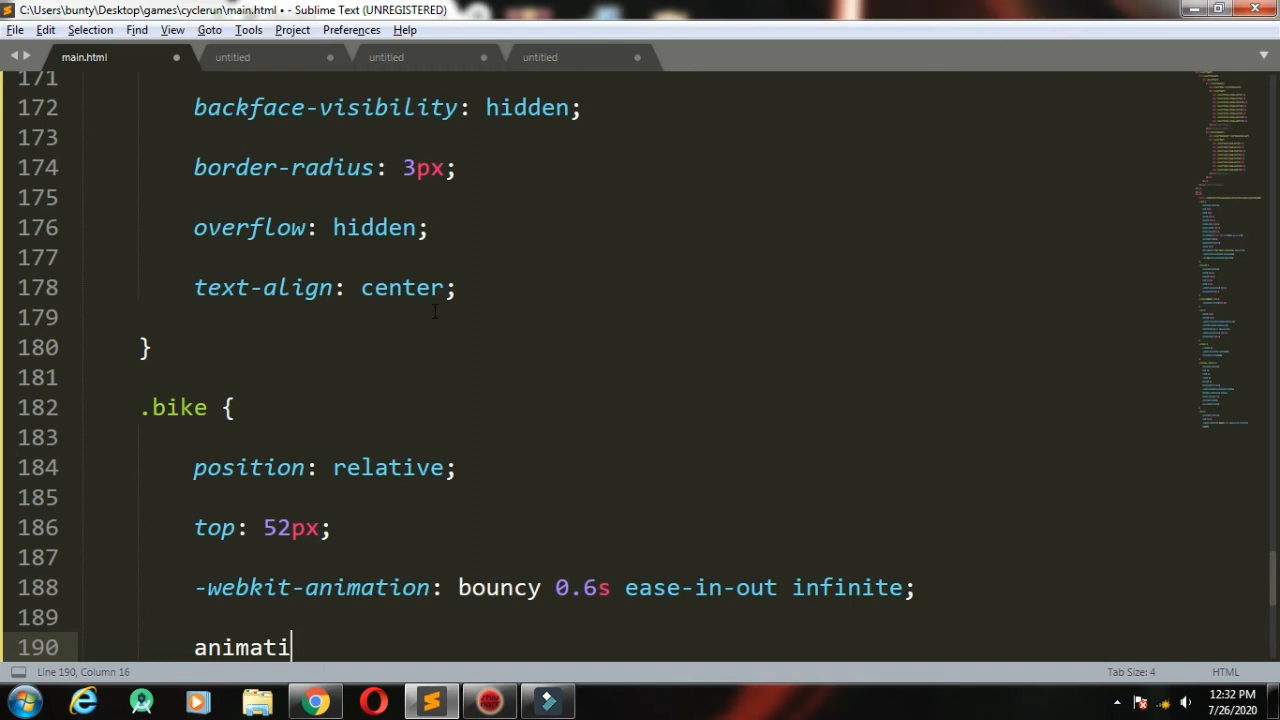 C:\Users\bunty\Desktop\games\cyclerun\main.html • - Sublime Text (UNREGISTERED)
File Edit Selection Find View Goto Tools Project Preferences Help
main.html untitled untitled untitled
171
172 backface-visibility: hidden;
173
174 border-radius: 3px;
175
176 overflow: hidden;
177
178 text-align center;
179
180 }
181
182 .bike {
183
184 position: relative;
185
186 top: 52px;
187
188 -webkit-animation: bouncy 0.6s ease-in-out infinite;
189
190 animati
Line 190, Column 16 Tab Size: 4 HTML
12:32 PM
7/26/2020